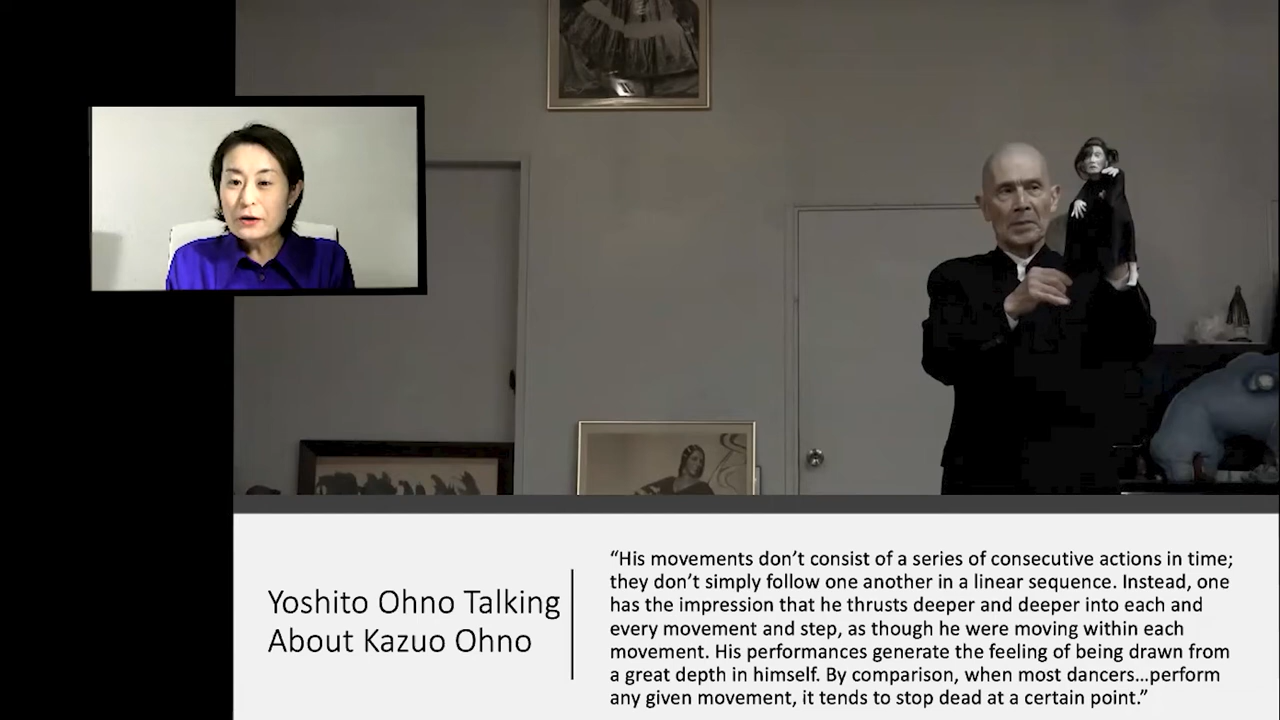 Yoshito Ohno Talking
About Kazuo Ohno
“His movements don’t consist of a series of consecutive actions in time;
they don’t simply follow one another in a linear sequence. Instead, one
has the impression that he thrusts deeper and deeper into each and
every movement and step, as though he were moving within each
movement. His performances generate the feeling of being drawn from
a great depth in himself. By comparison, when most dancers…perform
any given movement, it tends to stop dead at a certain point.”